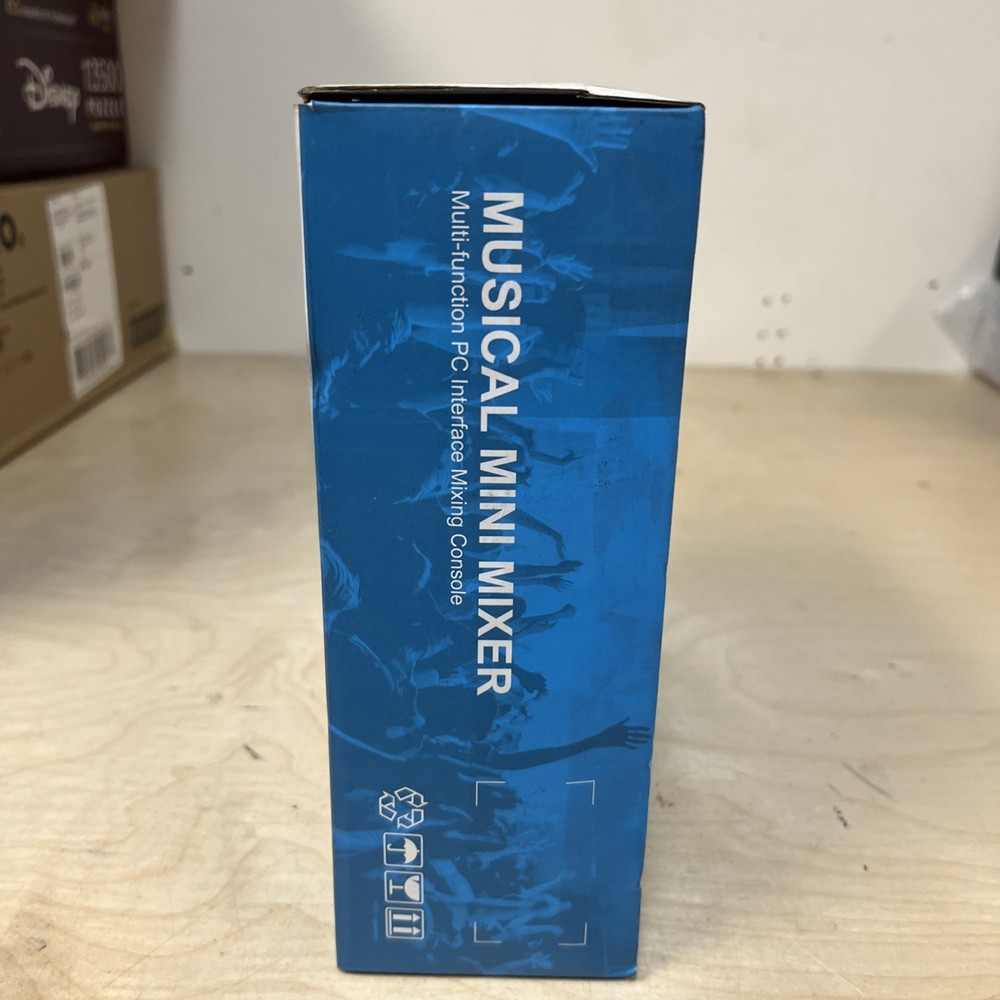 MUSICAL MINI MIXER
Multi-function PC Interface Mixing Console
Disney